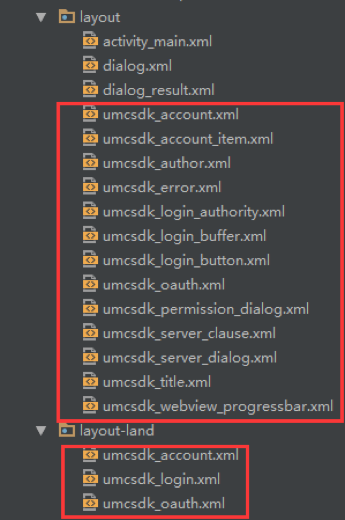 layout
activity_main.xml
dialog.xml
dialog_result.xml
umcsdk_account.xml
umcsdk_account_item.xml
umcsdk_author.xml
umcsdk_error.xml
umcsdk_login_authority.xml
umcsdk_login_buffer.xml
umcsdk_login_button.xml
umcsdk_oauth.xml
umcsdk_permission_dialog.xml
umcsdk_server_clause.xml
umcsdk_server_dialog.xml
umcsdk_title.xml
umcsdk_webview_progressbar.xml
layout-land
umcsdk_account.xml
umcsdk_login.xml
umcsdk_oauth.xml